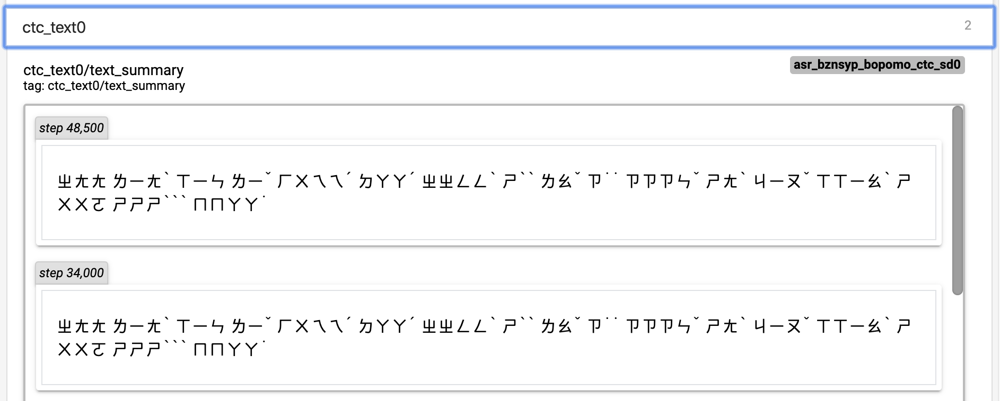 ctc_text0
2
ctc_text0/text_summary
asr_bznsyp_bopomo_ctc_sd0
tag: ctc_text0/text_summary
step 48,500
ㄓㄤㄤ ㄌㄧㄤˋ ㄒㄧㄣ ㄌㄧˇ ㄏㄨㄟㄟˊ ㄉㄚㄚˊ ㄓㄓㄥㄥˋ ㄕˋˋ ㄌㄠˇ ㄗ˙˙ ㄗㄗㄗㄣˇ ㄕㄤˋ ㄐㄧㄡˇ ㄒㄒㄧㄠˋ ㄕ
ㄨㄨㄛ ㄕㄕㄕˋˋˋ ㄇㄇㄚㄚ˙
step 34,000
ㄓㄤㄤ ㄌㄧㄤˋ ㄒㄧㄣ ㄌㄧˇ ㄏㄨㄟㄟˊ ㄉㄚㄚˊ ㄓㄓㄥㄥˋ ㄕˋˋ ㄌㄠˇ ㄗ˙˙ ㄗㄗㄗㄣˇ ㄕㄤˋ ㄐㄧㄡˇ ㄒㄒㄧㄠˋ ㄕ
ㄨㄨㄛ ㄕㄕㄕˋˋˋ ㄇㄇㄚㄚ˙